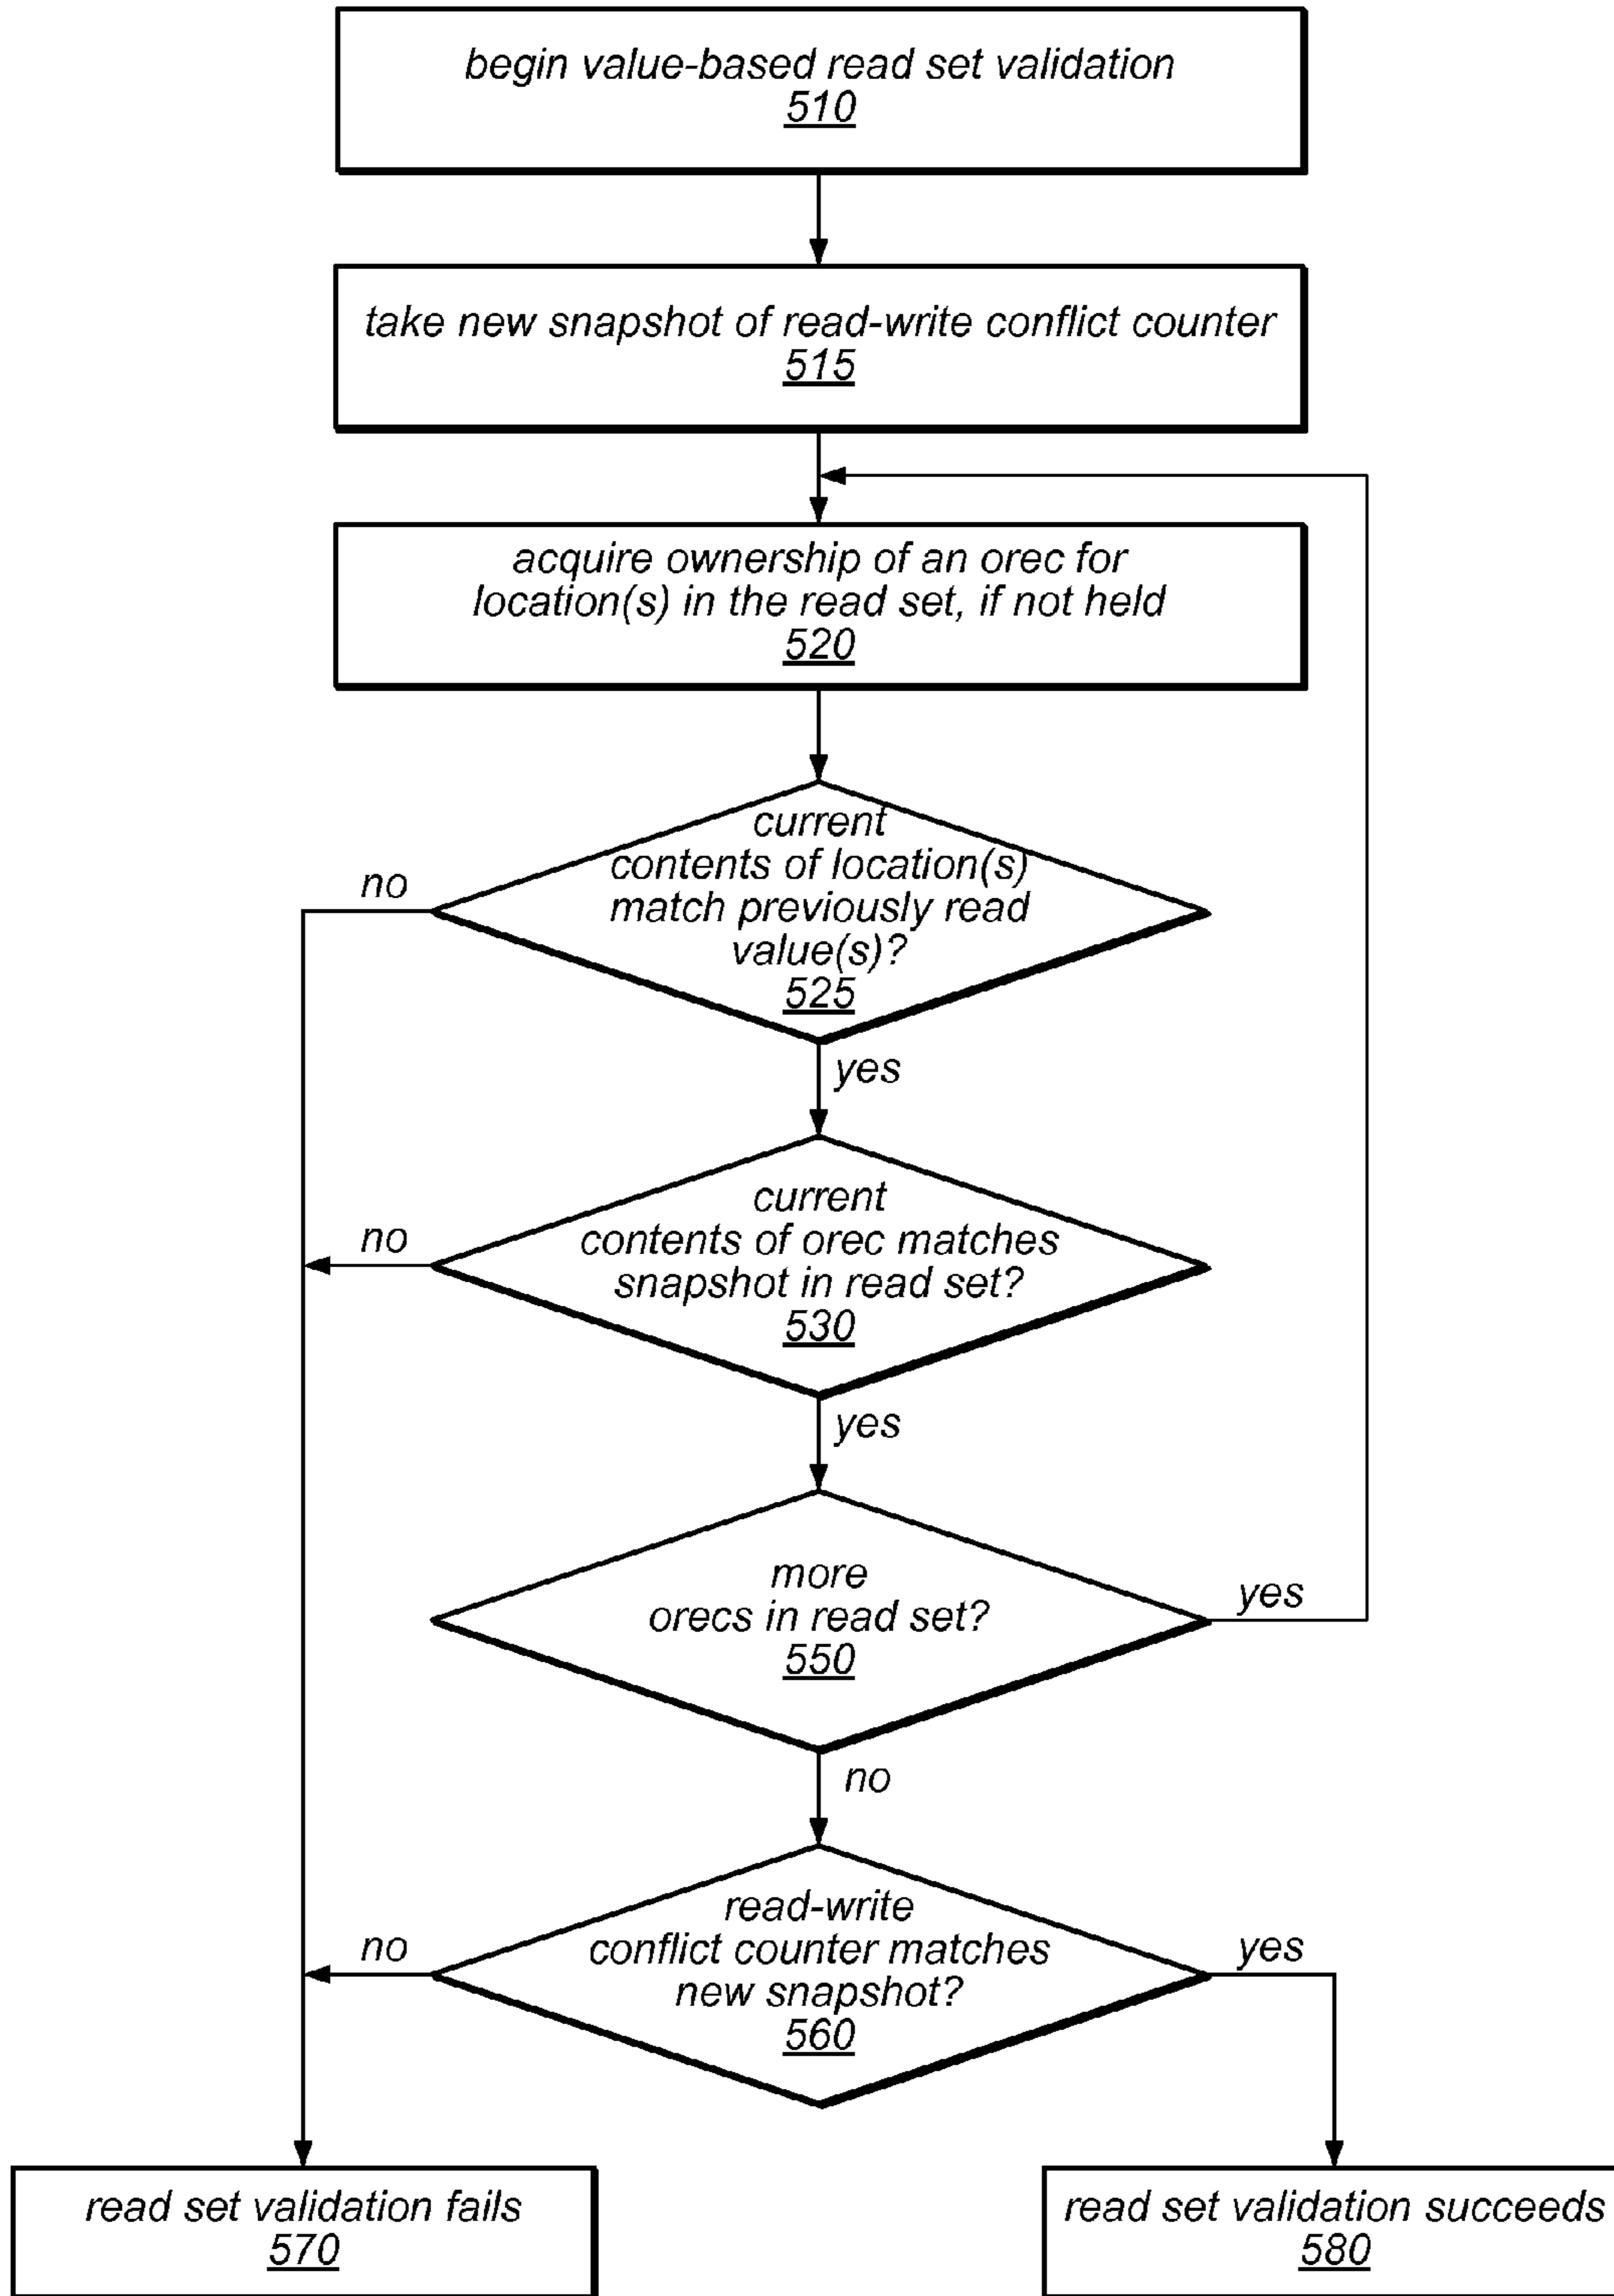 begin value-based read set validation
510
take new snapshot of read-write conflict counter
515
acquire ownership of an orec for
location(s) in the read set, if not held
520
current
contents of location(s)
match previously read
value(s)?
525
no
yes
current
contents of orec matches
snapshot in read set?
530
no
yes
more
orecs in read set?
550
yes
no
read-write
conflict counter matches
new snapshot?
560
no
yes
read set validation fails
570
read set validation succeeds
580